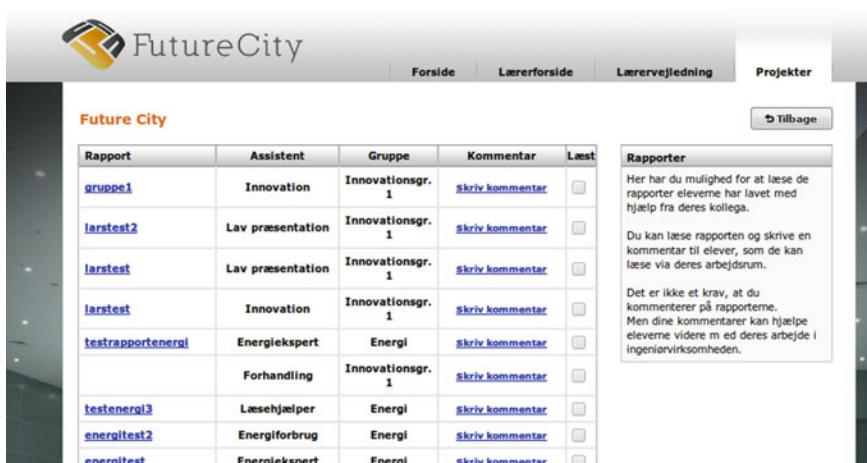 FutureCity
Forside Lærerforside Lærervejledning Projekter
Future City
Tilbage
Rapport Assistent Gruppe Kommentar Læst
gruppe1 Innovation Innovationsgr. 1 Skriv kommentar
larstest2 Lav præsentation Innovationsgr. 1 Skriv kommentar
larstest Lav præsentation Innovationsgr. 1 Skriv kommentar
larstest Innovation Innovationsgr. 1 Skriv kommentar
testrapportenergi Energiekspert Energi Skriv kommentar
Forhandling Innovationsgr. 1 Skriv kommentar
testenergi3 Læsehjælper Energi Skriv kommentar
energitest2 Energiforbrug Energi Skriv kommentar
energitest Energiekspert Energi Skriv kommentar
Rapporter
Her har du mulighed for at læse de
rapporter eleverne har lavet med
hjælp fra deres kollega.
Du kan læse rapporten og skrive en
kommentar til elever, som de kan
læse via deres arbejdsrum.
Det er ikke et krav, at du
kommenterer på rapporterne.
Men dine kommentarer kan hjælpe
eleverne videre m ed deres arbejde i
ingeniørvirksomheden.